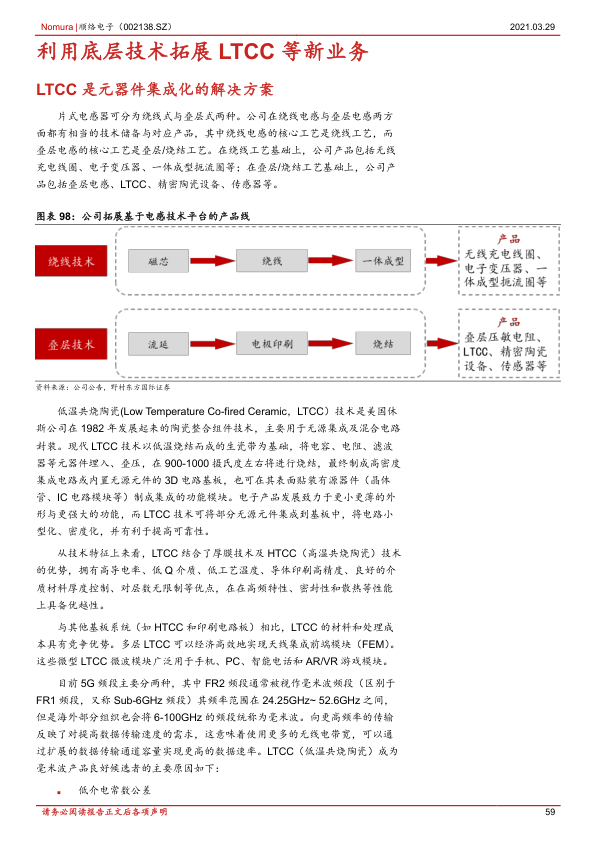 Nomura |顺络电子（002138.SZ） 2021.03.29
利用底层技术拓展 LTCC 等新业务
LTCC 是元器件集成化的解决方案
片式电感器可分为绕线式与叠层式两种。公司在绕线电感与叠层电感两方
面都有相当的技术储备与对应产品，其中绕线电感的核心工艺是绕线工艺，而
叠层电感的核心工艺是叠层/烧结工艺。在绕线工艺基础上，公司产品包括无线
充电线圈、电子变压器、一体成型扼流圈等；在叠层/烧结工艺基础上，公司产
品包括叠层电感、LTCC、精密陶瓷设备、传感器等。
图表 98：公司拓展基于电感技术平台的产品线
绕线技术 磁芯 绕线 一体成型
产品
无线充电线圈、
电子变压器、一
体成型扼流圈等
叠层技术 流延 电极印刷 烧结
产品
叠层压敏电阻、
LTCC、精密陶瓷
设备、传感器等
资料来源：公司公告，野村东方国际证券
低温共烧陶瓷(Low Temperature Co-fired Ceramic，LTCC）技术是美国休
斯公司在 1982 年发展起来的陶瓷整合组件技术，主要用于无源集成及混合电路
封装。现代 LTCC 技术以低温烧结而成的生瓷带为基础，将电容、电阻、滤波
器等元器件埋入、叠压，在 900-1000 摄氏度左右将进行烧结，最终制成高密度
集成电路或内置无源元件的 3D 电路基板，也可在其表面贴装有源器件（晶体
管、IC 电路模块等）制成集成的功能模块。电子产品发展致力于更小更薄的外
形与更强大的功能，而 LTCC 技术可将部分无源元件集成到基板中，将电路小
型化、密度化，并有利于提高可靠性。
从技术特征上来看，LTCC 结合了厚膜技术及 HTCC（高温共烧陶瓷）技术
的优势，拥有高导电率、低 Q 介质、低工艺温度、导体印刷高精度、良好的介
质材料厚度控制、对层数无限制等优点，在在高频特性、密封性和散热等性能
上具备优越性。
与其他基板系统（如 HTCC 和印刷电路板）相比，LTCC 的材料和处理成
本具有竞争优势。多层 LTCC 可以经济高效地实现天线集成前端模块（FEM）。
这些微型 LTCC 微波模块广泛用于手机、PC、智能电话和 AR/VR 游戏模块。
目前 5G 频段主要分两种，其中 FR2 频段通常被视作毫米波频段（区别于
FR1 频段，又称 Sub-6GHz 频段）其频率范围在 24.25GHz~ 52.6GHz 之间，
但是海外部分组织也会将 6-100GHz 的频段统称为毫米波。向更高频率的传输
反映了对提高数据传输速度的需求，这意味着使用更多的无线电带宽，可以通
过扩展的数据传输通道容量实现更高的数据速率。LTCC（低温共烧陶瓷）成为
毫米波产品良好候选者的主要原因如下：
▪ 低介电常数公差
请务必阅读报告正文后各项声明 59